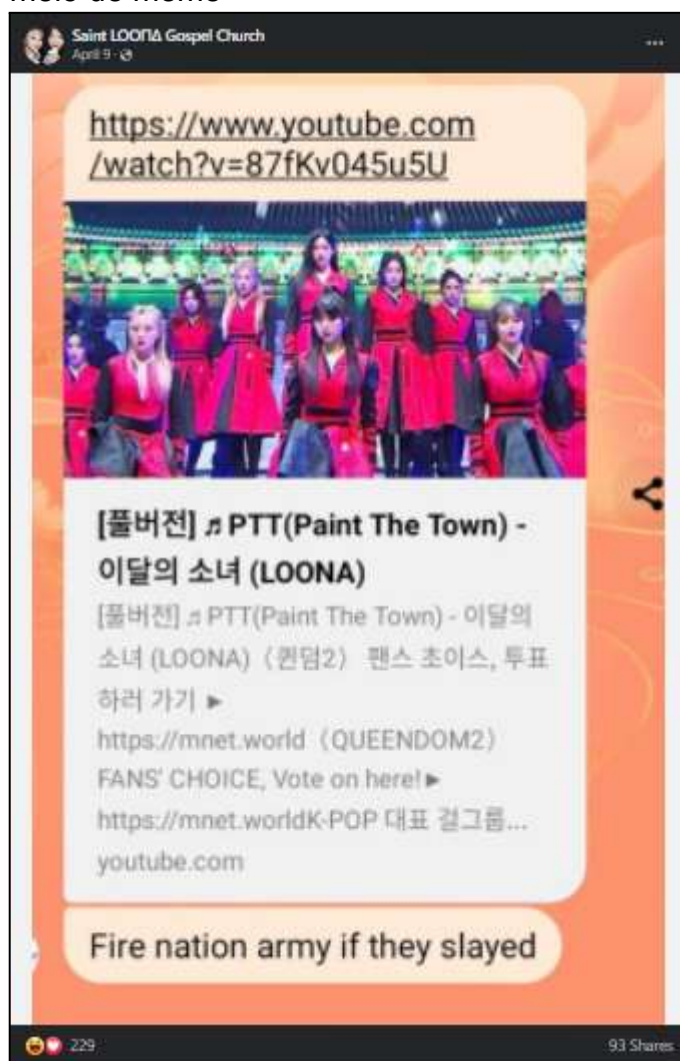 Saint LOOΠΔ Gospel Church
April 9 ·
https://www.youtube.com
/watch?v=87fKv045u5U
[풀버전] ♬ PTT(Paint The Town) -
이달의 소녀 (LOONA)
[풀버전] ♬ PTT(Paint The Town) - 이달의
소녀 (LOONA)〈퀸덤2〉 팬스 초이스, 투표
하러 가기 ▶
https://mnet.world〈QUEENDOM2〉
FANS' CHOICE, Vote on here!▶
https://mnet.worldK-POP 대표 걸그룹...
youtube.com
Fire nation army if they slayed
229
93 Shares